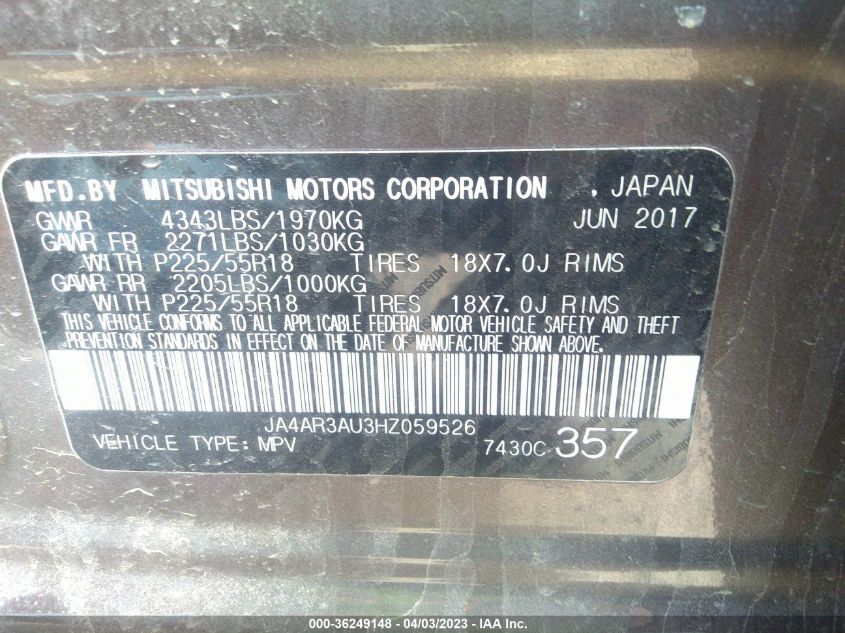 MFD.BY MITSUBISHI MOTORS CORPORATION , JAPAN
GVWR 4343LBS/1970KG JUN 2017
GAWR FR 2271LBS/1030KG
WITH P225/55R18 TIRES 18X7.0J RIMS
GAWR RR 2205LBS/1000KG
WITH P225/55R18 TIRES 18X7.0J RIMS
THIS VEHICLE CONFORMS TO ALL APPLICABLE FEDERAL MOTOR VEHICLE SAFETY AND THEFT
PREVENTION STANDARDS IN EFFECT ON THE DATE OF MANUFACTURE SHOWN ABOVE.
JA4AR3AU3HZ059526
VEHICLE TYPE: MPV 7430C 357
000-36249148 - 04/03/2023 - IAA Inc.